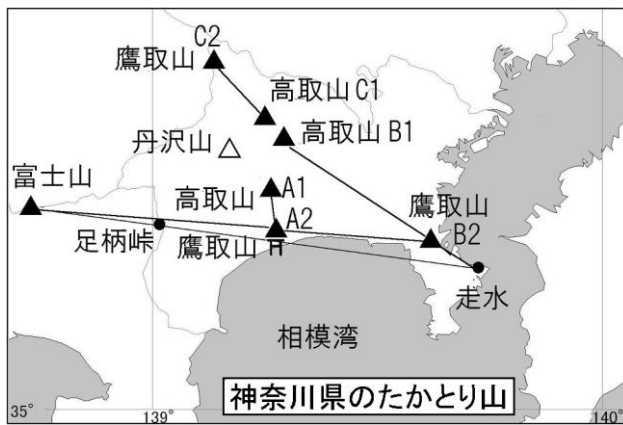 C2
鷹取山
高取山 C1
高取山 B1
丹沢山
富士山
高取山 A1
A2
鷹取山
B2
足柄峠
鷹取山
走水
相模湾
神奈川県のたかとり山
35°
139°
140°